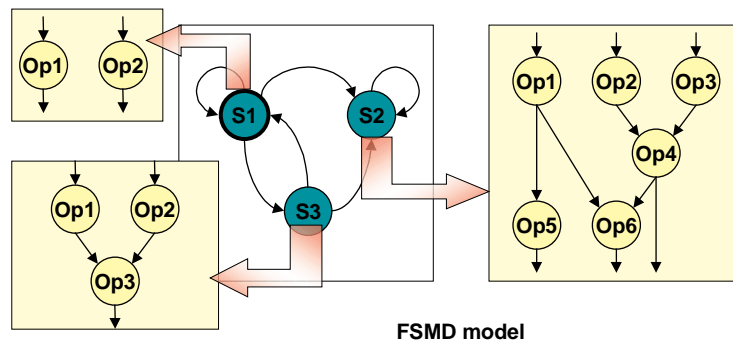 Op1 Op2
S1 S2
S3
Op1 Op2
Op3
Op1 Op2 Op3
Op4
Op5 Op6
FSMD model